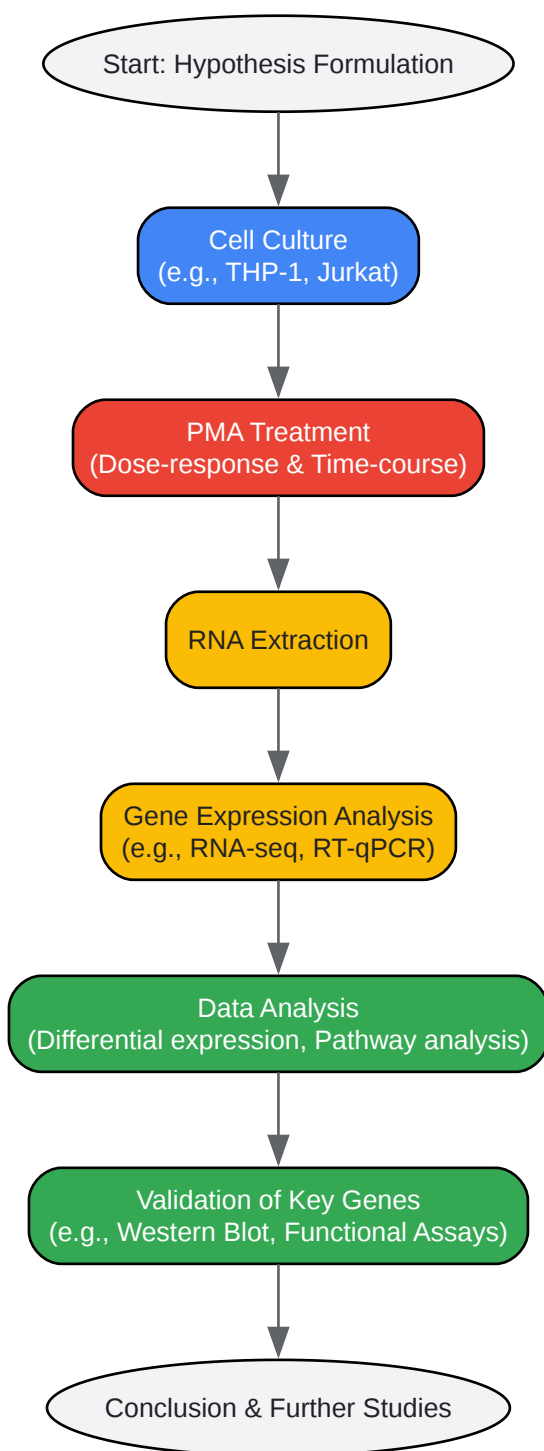 Start: Hypothesis Formulation
Cell Culture
(e.g., THP-1, Jurkat)
PMA Treatment
(Dose-response & Time-course)
RNA Extraction
Gene Expression Analysis
(e.g., RNA-seq, RT-qPCR)
Data Analysis
(Differential expression, Pathway analysis)
Validation of Key Genes
(e.g., Western Blot, Functional Assays)
Conclusion & Further Studies